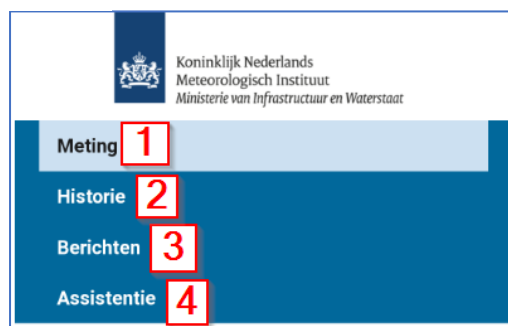 Koninklijk Nederlands
Meteorologisch Instituut
Ministerie van Infrastructuur en Waterstaat
Meting 1
Historie 2
Berichten 3
Assistentie 4